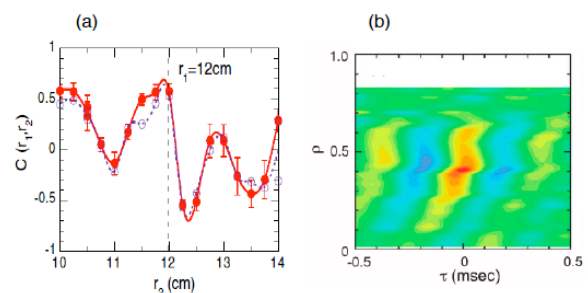 (a)
C (r₁,r₂)
1
0.5
0
-0.5
-1
10 11 12 13 14
r₁=12cm
r₂ (cm)
(b)
ρ
1.0
0.5
0
-0.5 0 0.5
τ (msec)